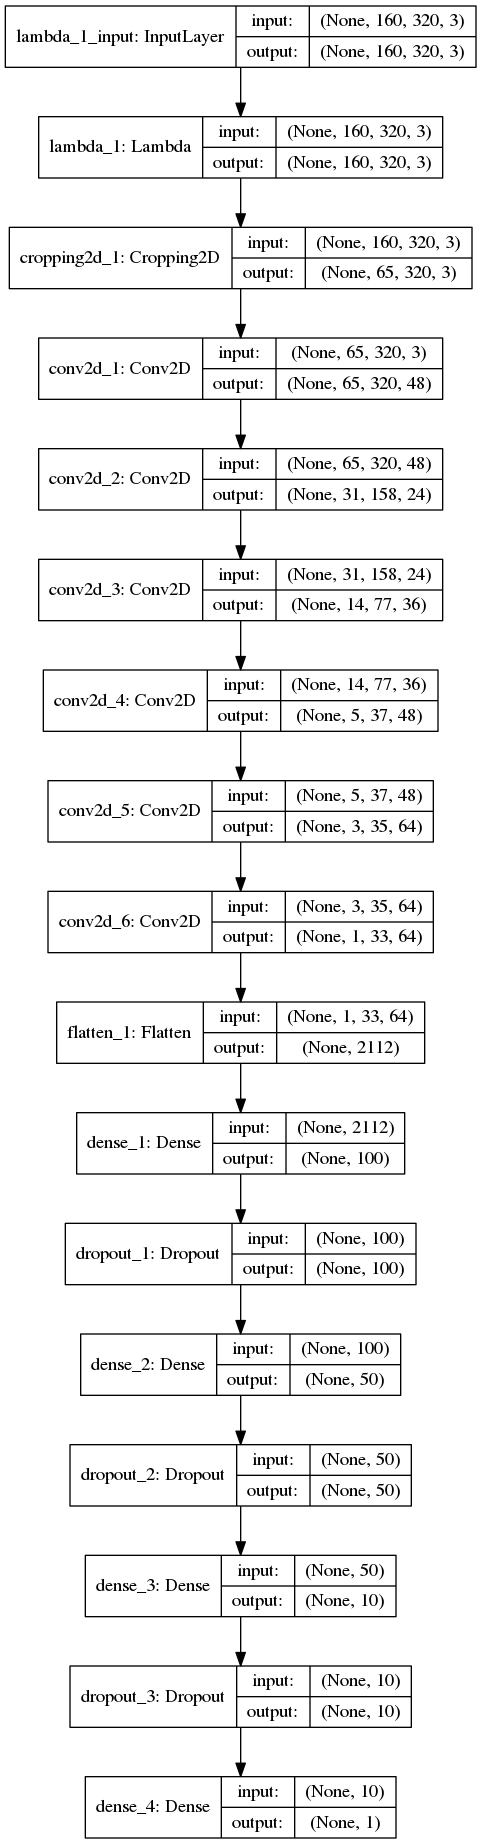 lambda_1_input: InputLayer
input: (None, 160, 320, 3)
output: (None, 160, 320, 3)
lambda_1: Lambda
input: (None, 160, 320, 3)
output: (None, 160, 320, 3)
cropping2d_1: Cropping2D
input: (None, 160, 320, 3)
output: (None, 65, 320, 3)
conv2d_1: Conv2D
input: (None, 65, 320, 3)
output: (None, 65, 320, 48)
conv2d_2: Conv2D
input: (None, 65, 320, 48)
output: (None, 31, 158, 24)
conv2d_3: Conv2D
input: (None, 31, 158, 24)
output: (None, 14, 77, 36)
conv2d_4: Conv2D
input: (None, 14, 77, 36)
output: (None, 5, 37, 48)
conv2d_5: Conv2D
input: (None, 5, 37, 48)
output: (None, 3, 35, 64)
conv2d_6: Conv2D
input: (None, 3, 35, 64)
output: (None, 1, 33, 64)
flatten_1: Flatten
input: (None, 1, 33, 64)
output: (None, 2112)
dense_1: Dense
input: (None, 2112)
output: (None, 100)
dropout_1: Dropout
input: (None, 100)
output: (None, 100)
dense_2: Dense
input: (None, 100)
output: (None, 50)
dropout_2: Dropout
input: (None, 50)
output: (None, 50)
dense_3: Dense
input: (None, 50)
output: (None, 10)
dropout_3: Dropout
input: (None, 10)
output: (None, 10)
dense_4: Dense
input: (None, 10)
output: (None, 1)